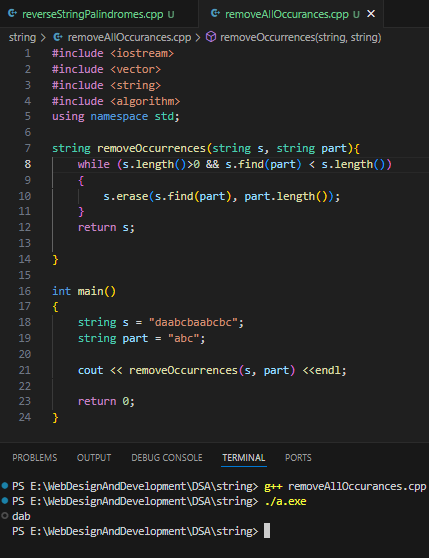 reverseStringPalindromes.cpp U removeAllOccurances.cpp U
string > removeAllOccurances.cpp > removeOccurrences(string, string)
1 #include <iostream>
2 #include <vector>
3 #include <string>
4 #include <algorithm>
5 using namespace std;
6
7 string removeOccurrences(string s, string part){
8     while (s.length()>0 && s.find(part) < s.length())
9     {
10         s.erase(s.find(part), part.length());
11     }
12     return s;
13
14 }
15
16 int main()
17 {
18     string s = "daabcbaabcbc";
19     string part = "abc";
20
21     cout << removeOccurrences(s, part) <<endl;
22
23     return 0;
24 }
PROBLEMS OUTPUT DEBUG CONSOLE TERMINAL PORTS
PS E:\WebDesignAndDevelopment\DSA\string> g++ removeAllOccurances.cpp
PS E:\WebDesignAndDevelopment\DSA\string> ./a.exe
dab
PS E:\WebDesignAndDevelopment\DSA\string>